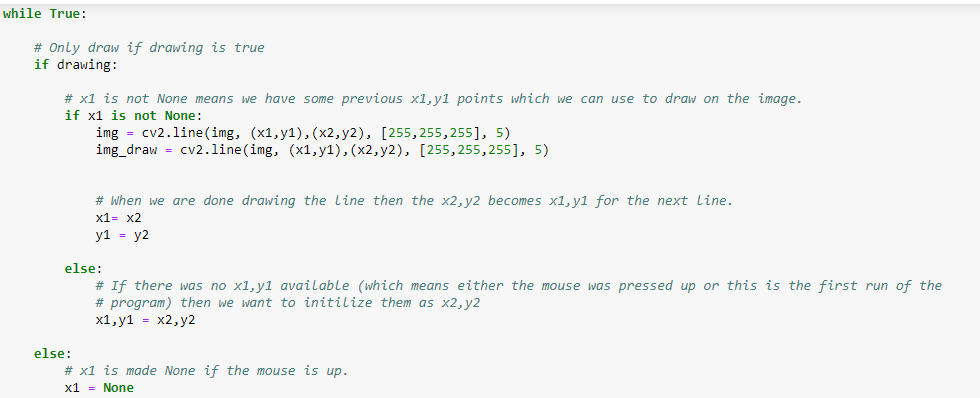 while True:
# Only draw if drawing is true
if drawing:
# x1 is not None means we have some previous x1,y1 points which we can use to draw on the image.
if x1 is not None:
img = cv2.line(img, (x1,y1),(x2,y2), [255,255,255], 5)
img_draw = cv2.line(img, (x1,y1),(x2,y2), [255,255,255], 5)
# When we are done drawing the line then the x2,y2 becomes x1,y1 for the next line.
x1= x2
y1 = y2
else:
# If there was no x1,y1 available (which means either the mouse was pressed up or this is the first run of the
# program) then we want to initilize them as x2,y2
x1,y1 = x2,y2
else:
# x1 is made None if the mouse is up.
x1 = None